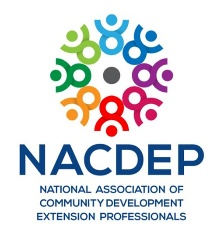 NACDEP
NATIONAL ASSOCIATION OF
COMMUNITY DEVELOPMENT
EXTENSION PROFESSIONALS